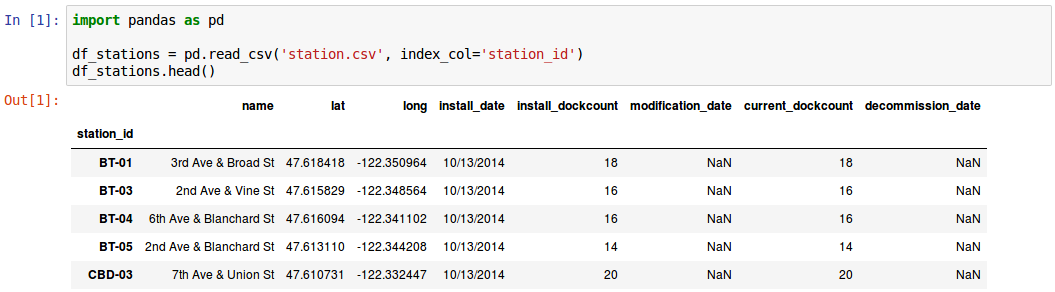 In [1]: import pandas as pd
df_stations = pd.read_csv('station.csv', index_col='station_id')
df_stations.head()
Out[1]:
name lat long install_date install_dockcount modification_date current_dockcount decommission_date
station_id
BT-01 3rd Ave & Broad St 47.618418 -122.350964 10/13/2014 18 NaN 18 NaN
BT-03 2nd Ave & Vine St 47.615829 -122.348564 10/13/2014 16 NaN 16 NaN
BT-04 6th Ave & Blanchard St 47.616094 -122.341102 10/13/2014 16 NaN 16 NaN
BT-05 2nd Ave & Blanchard St 47.613110 -122.344208 10/13/2014 14 NaN 14 NaN
CBD-03 7th Ave & Union St 47.610731 -122.332447 10/13/2014 20 NaN 20 NaN